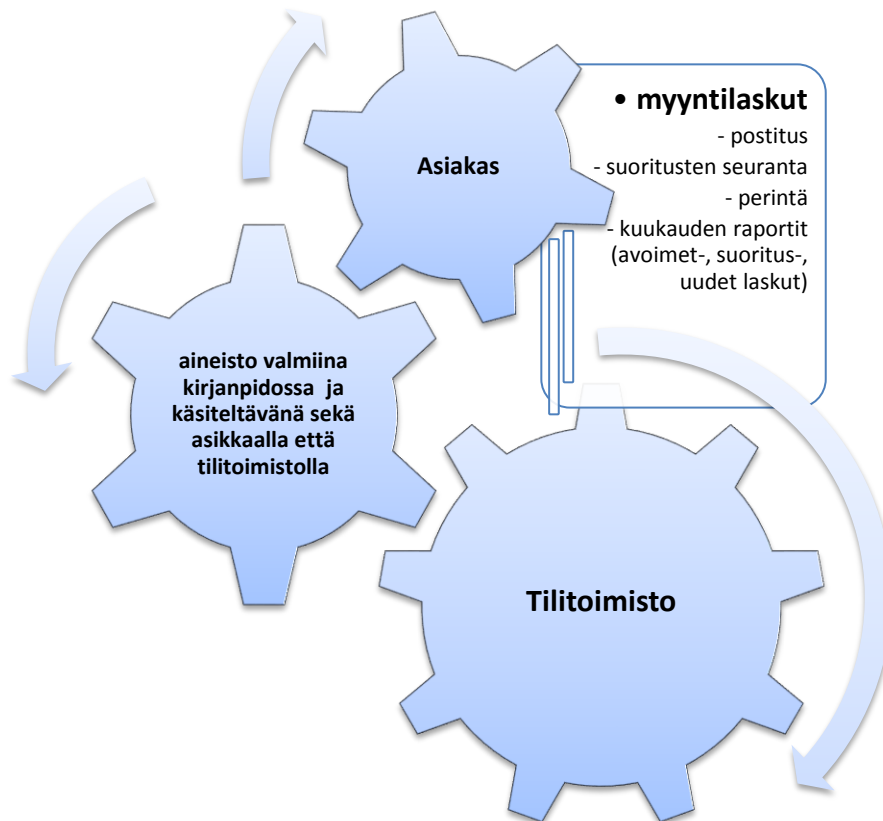 • myyntilaskut
- postitus
- suoritusten seuranta
- perintä
- kuukauden raportit
(avoimet-, suoritus-,
uudet laskut)
Asiakas
aineisto valmiina
kirjanpidossa ja
käsiteltävänä sekä
asikkaalla että
tilitoimistolla
Tilitoimisto